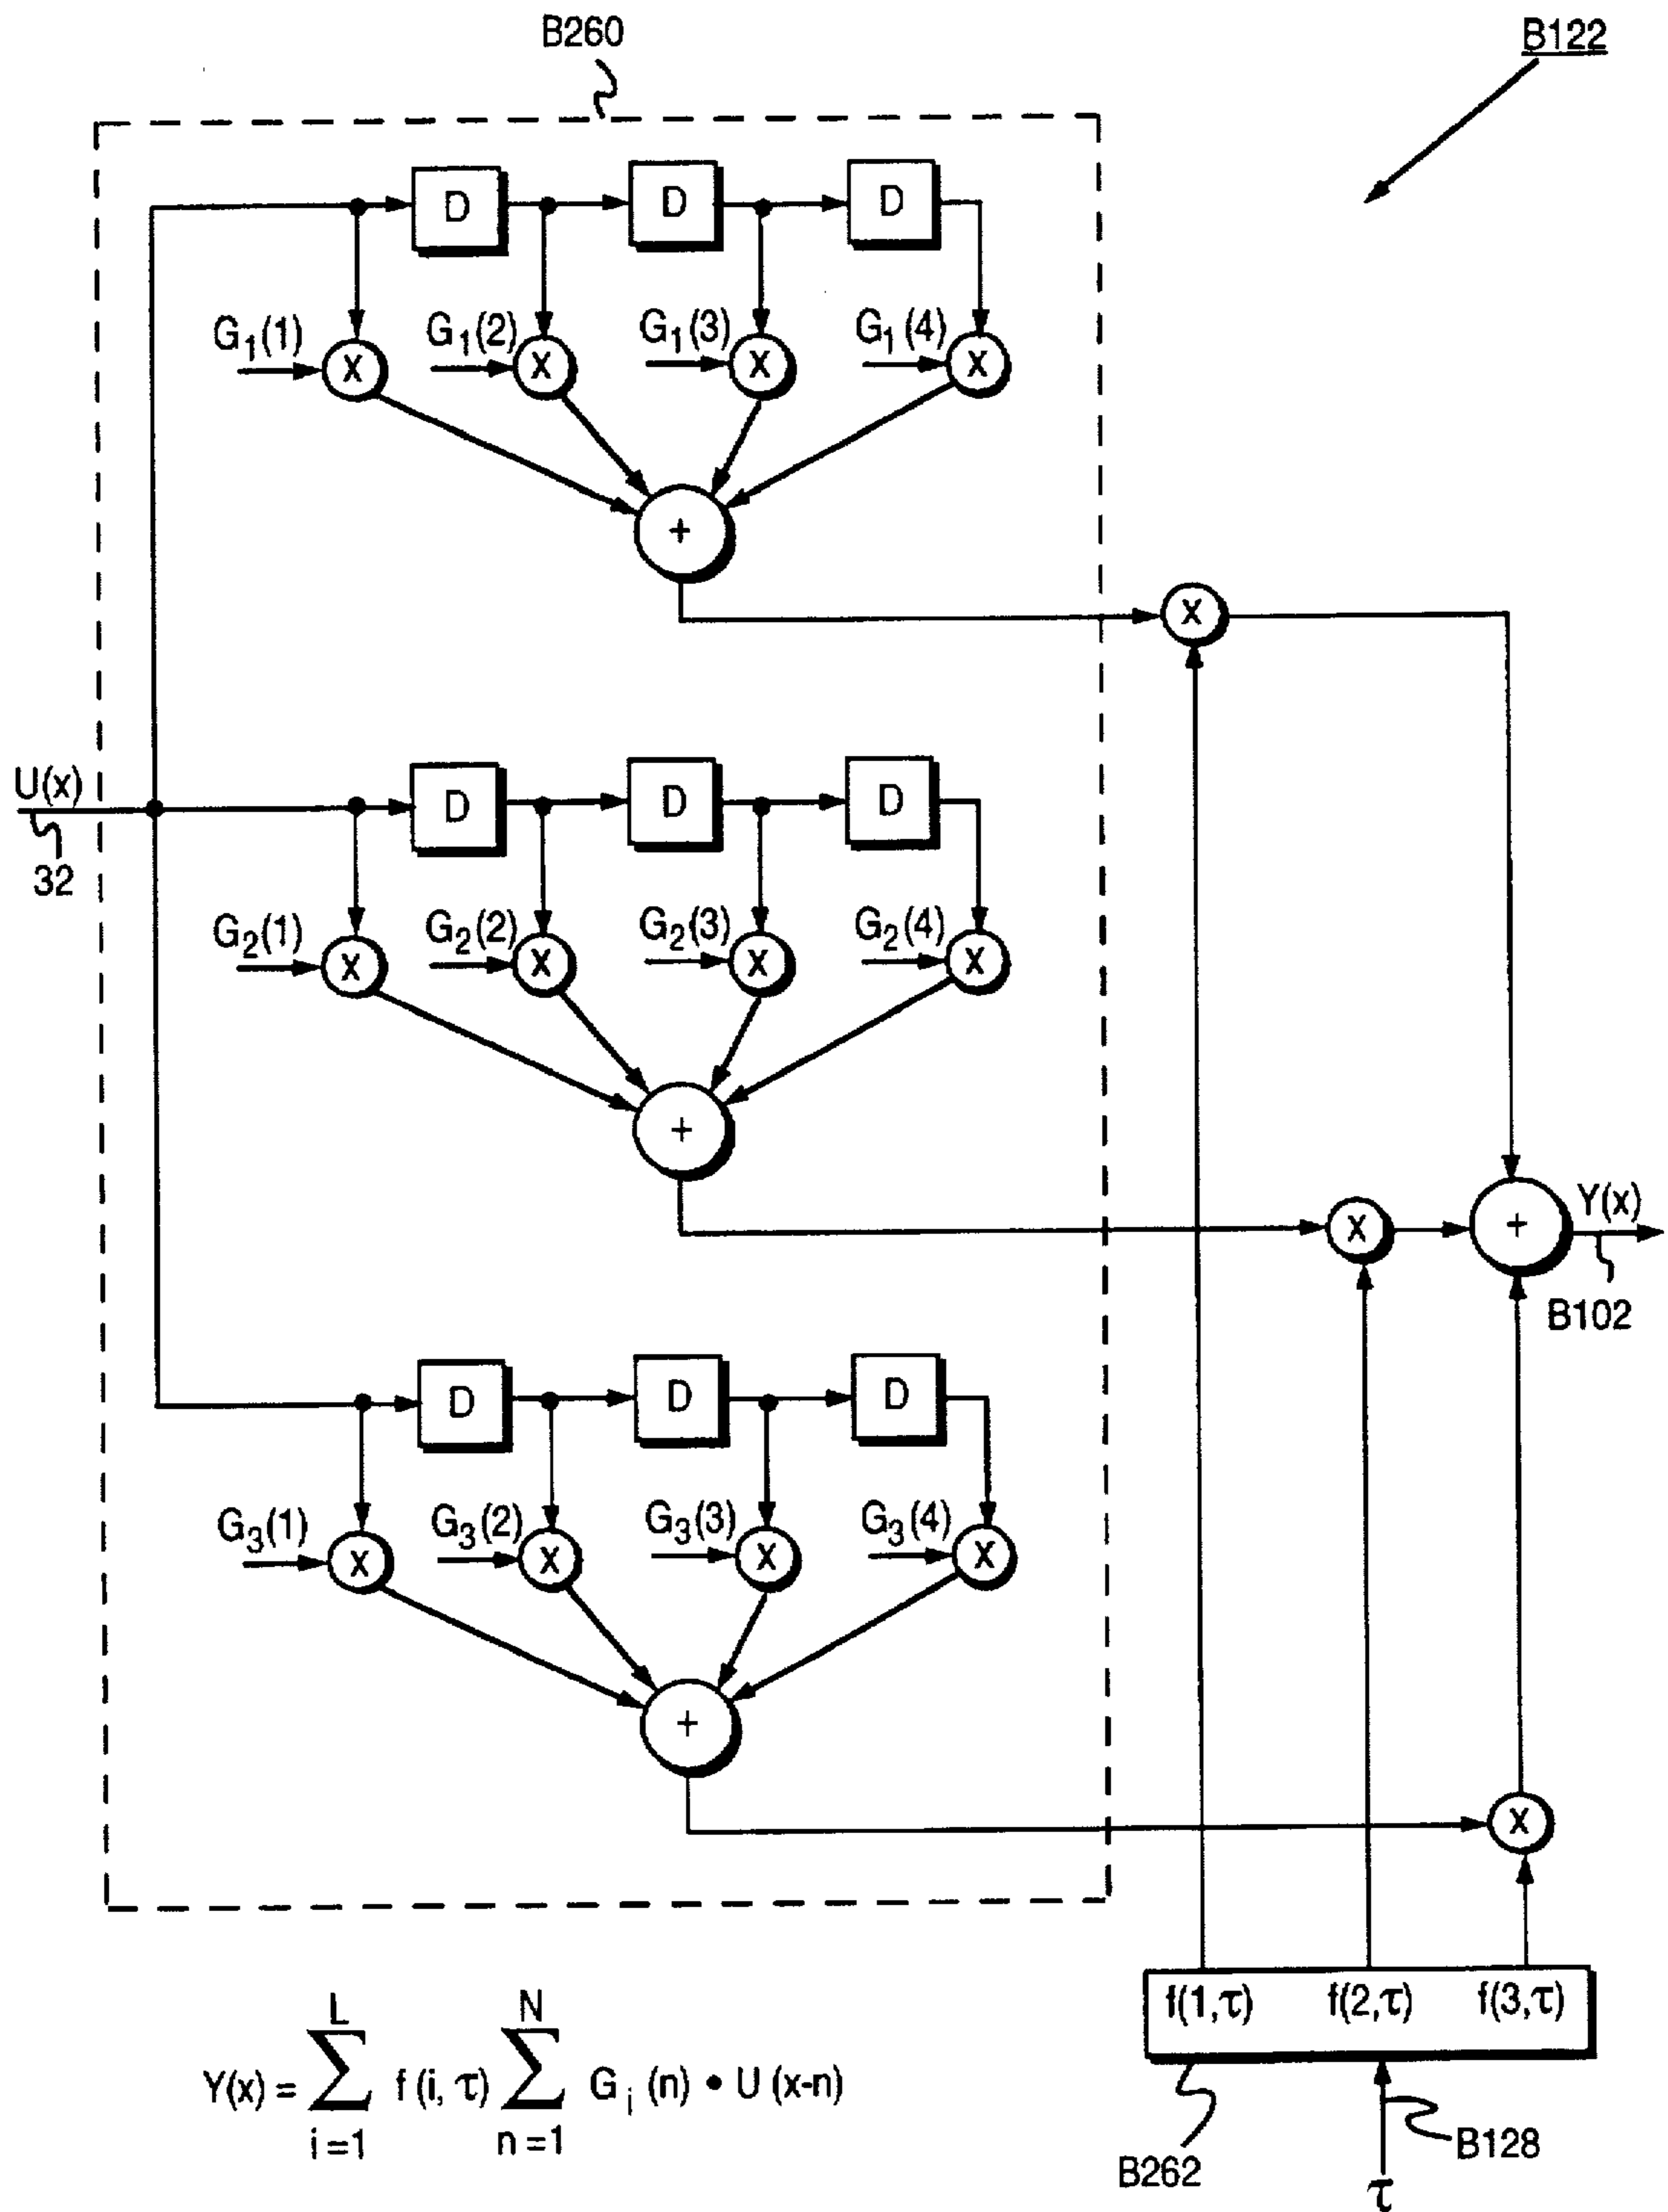 B260
B122
D D D
G₁(1) G₁(2) G₁(3) G₁(4)
X X X X
+
X
U(x)
32
D D D
G₂(1) G₂(2) G₂(3) G₂(4)
X X X X
+
X + Y(x)
B102
D D D
G₃(1) G₃(2) G₃(3) G₃(4)
X X X X
+
X
f(1,τ) f(2,τ) f(3,τ)
B262
B128
τ
L N
Y(x) = ∑ f (i, τ) ∑ G i (n) • U (x-n)
i =1 n =1